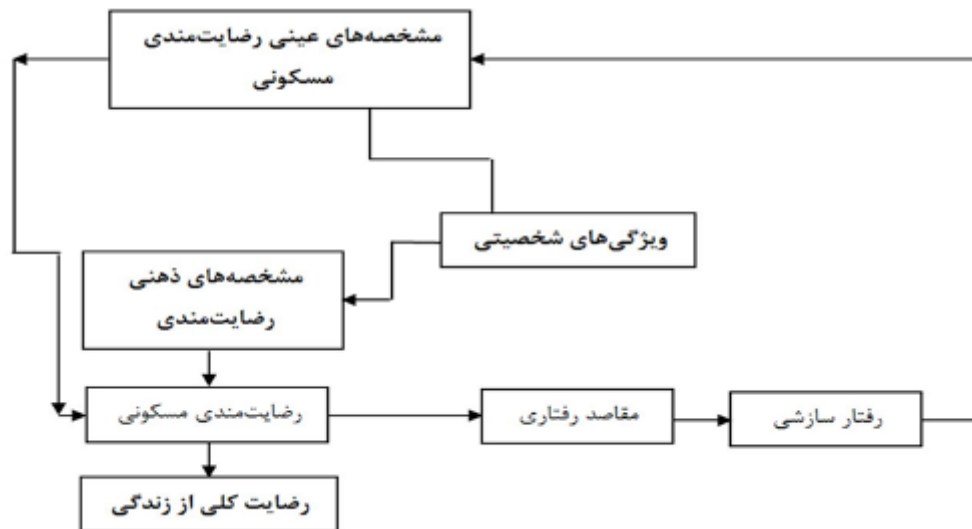 مشخصه‌های عینی رضایت‌مندی
مسکونی
ویژگی‌های شخصیتی
مشخصه‌های ذهنی
رضایت‌مندی
رضایت‌مندی مسکونی
مقاصد رفتاری
رفتار سازشی
رضایت کلی از زندگی